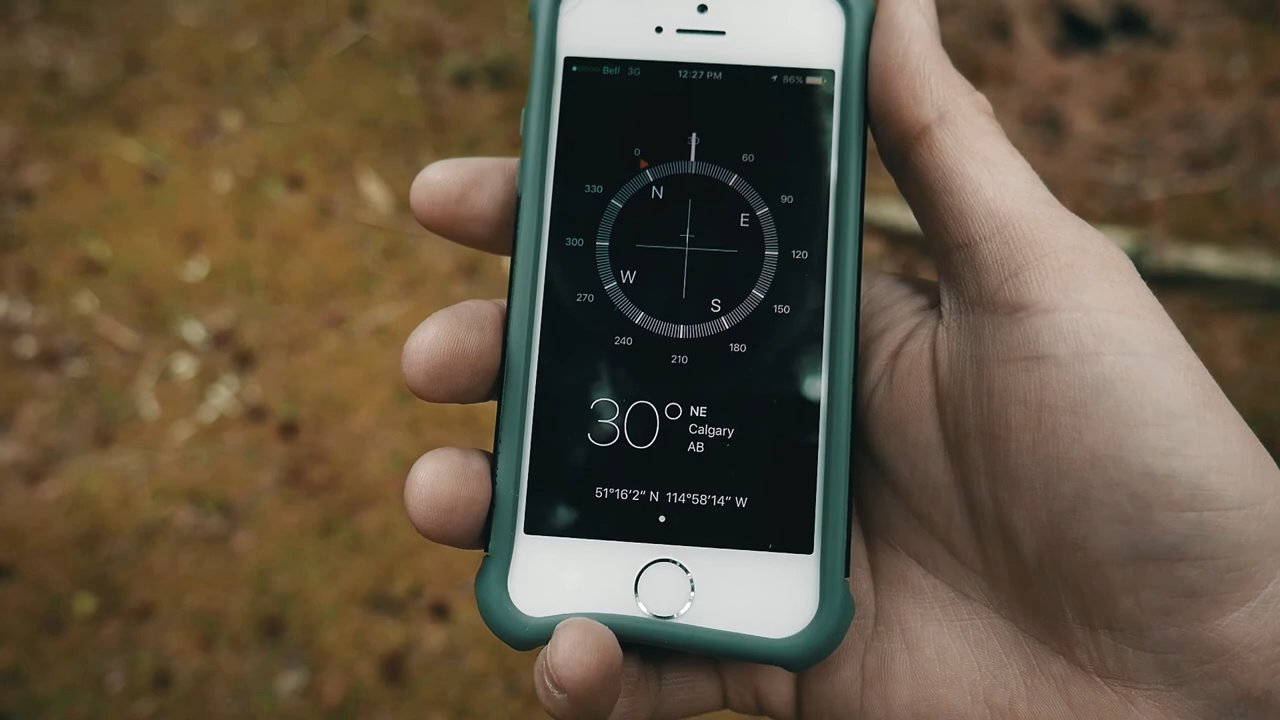 Bell 3G 12:27 PM 86%
0 30 60
330 N 90
E
300 120
W
270 S 150
240 180
210
30° NE
Calgary
AB
51°16'2" N 114°58'14" W